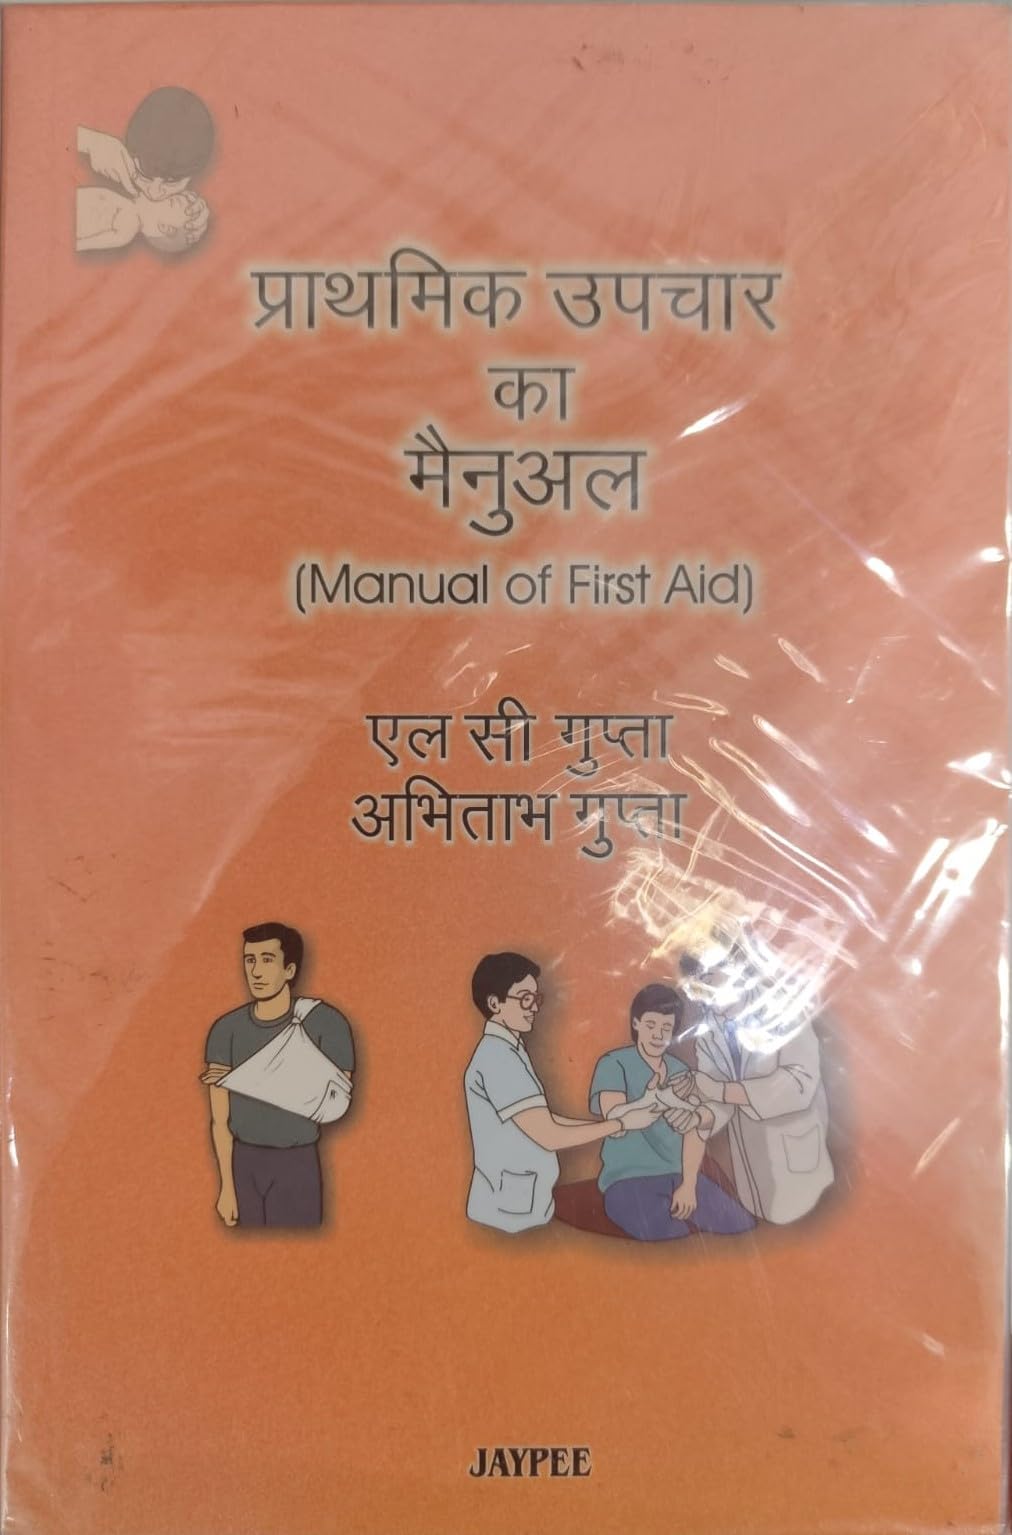 प्राथमिक उपचार
का
मैनुअल
(Manual of First Aid)
एल सी गुप्ता
अभिताभ गुप्ता
JAYPEE